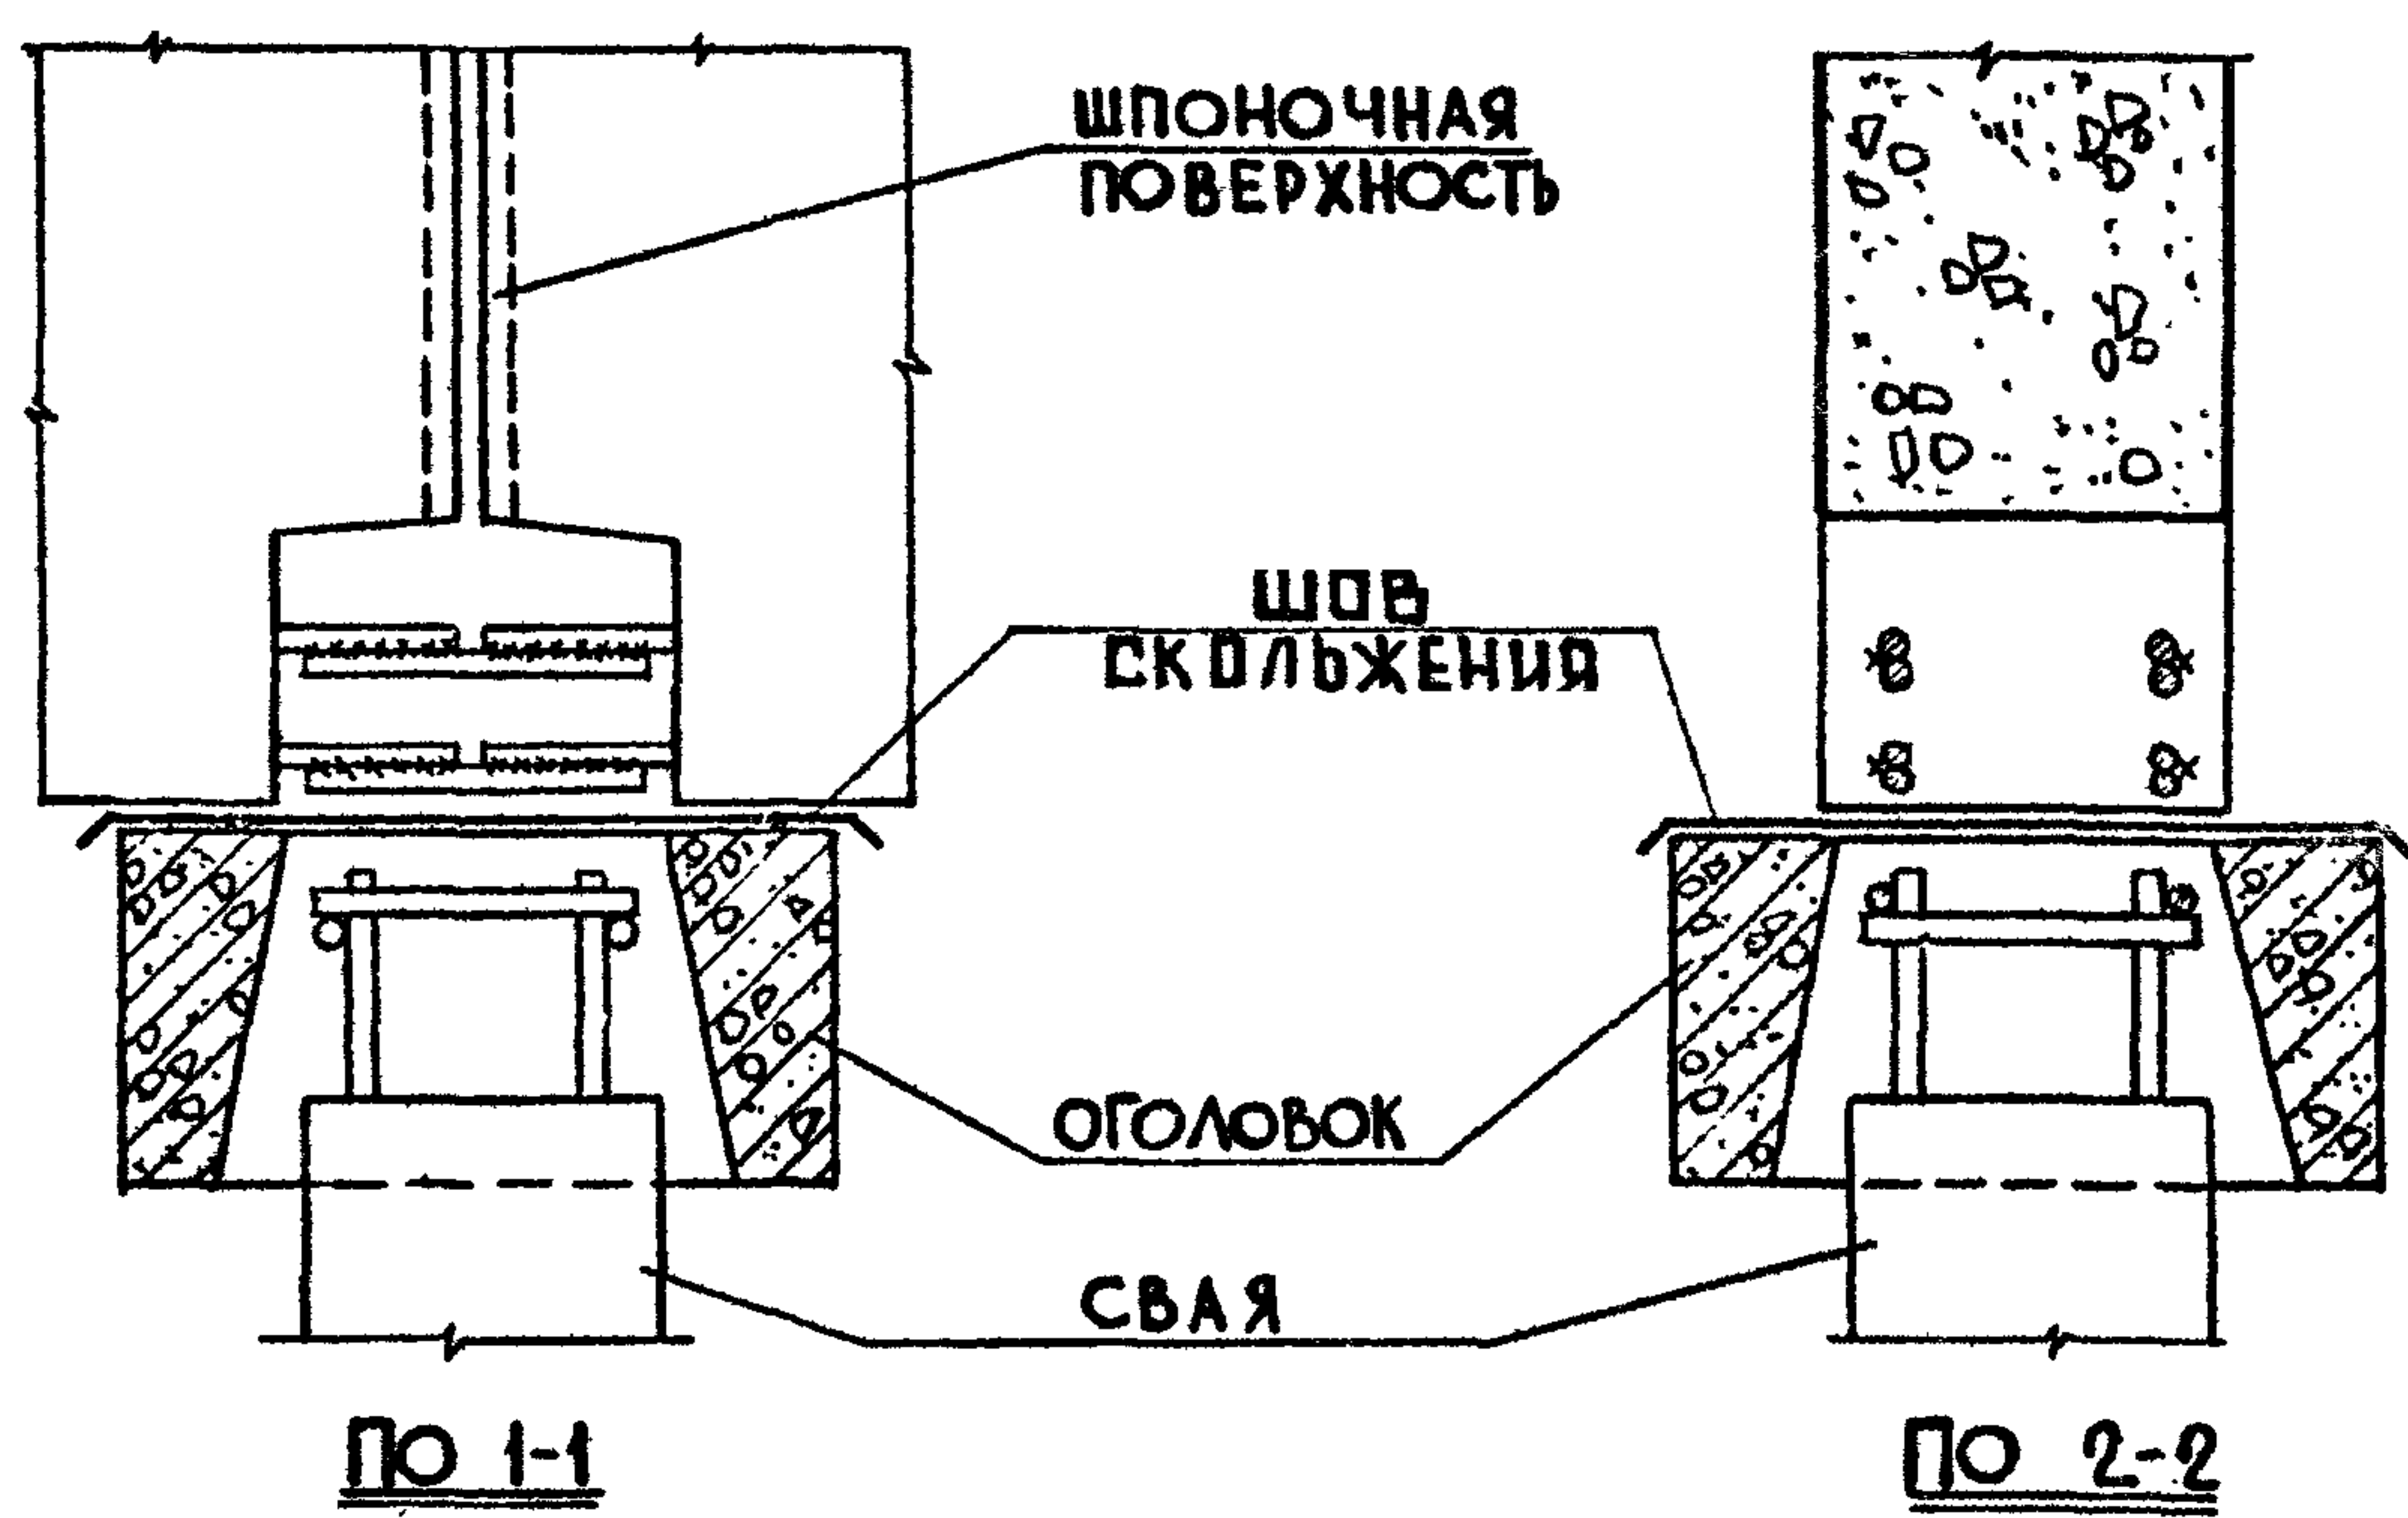 ШПОНОЧНАЯ
ПОВЕРХНОСТЬ
ШОВ
СКОЛЬЖЕНИЯ
ОГОЛОВОК
СВАЯ
ПО 1-1
ПО 2-2